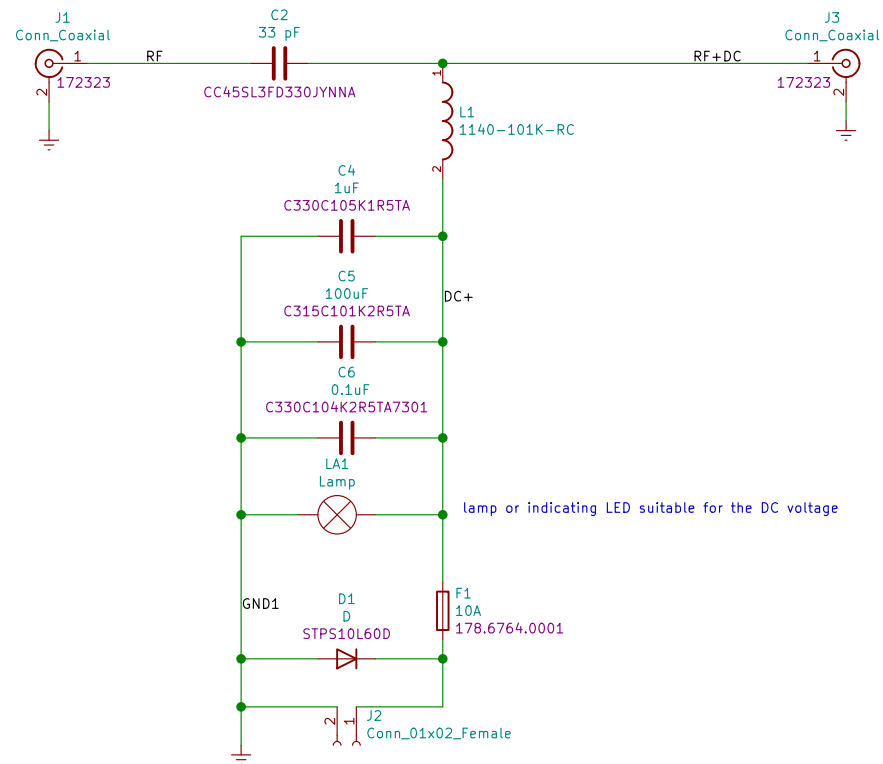 J1
Conn_Coaxial
1
172323
2
RF
C2
33 pF
CC45SL3FD330JYNNA
RF+DC
J3
Conn_Coaxial
1
172323
2
1
L1
1140-101K-RC
2
C4
1uF
C330C105K1R5TA
C5
100uF
C315C101K2R5TA
DC+
C6
0.1uF
C330C104K2R5TA7301
LA1
Lamp
lamp or indicating LED suitable for the DC voltage
GND1
D1
D
STPS10L60D
F1
10A
178.6764.0001
2
1
J2
Conn_01x02_Female